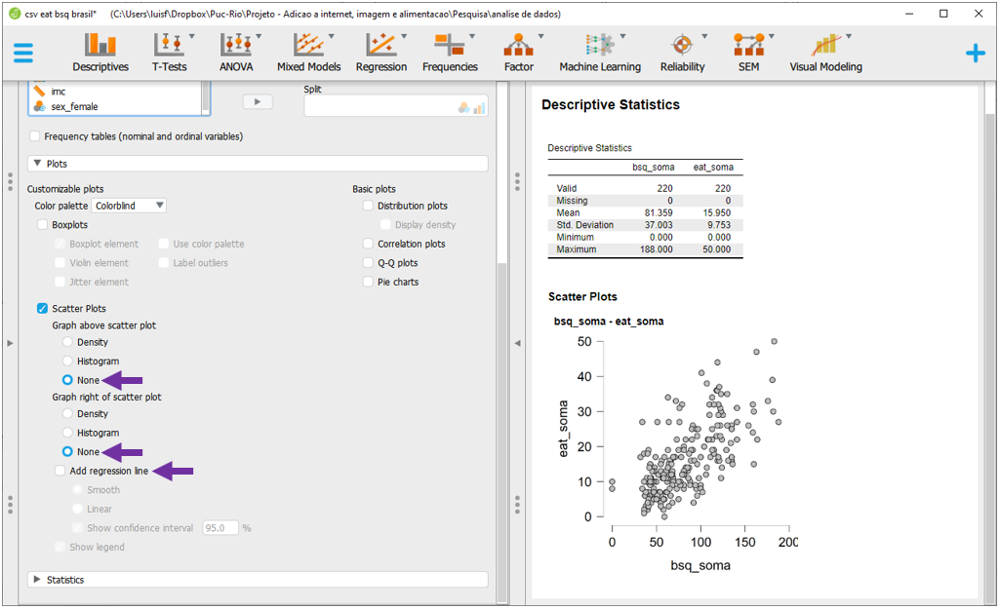 csv eat bsq brasil* (C:\Users\luisf\Dropbox\Puc-Rio\Projeto - Adicao a internet, imagem e alimentacao\Pesquisa\analise de dados)
Descriptives T-Tests ANOVA Mixed Models Regression Frequencies Factor Machine Learning Reliability SEM Visual Modeling
imc
sex_female
Split
Frequency tables (nominal and ordinal variables)
Plots
Customizable plots
Color palette Colorblind
Boxplots
Boxplot element Use color palette
Violin element Label outliers
Jitter element
Basic plots
Distribution plots
Display density
Correlation plots
Q-Q plots
Pie charts
Scatter Plots
Graph above scatter plot
Density
Histogram
None
Graph right of scatter plot
Density
Histogram
None
Add regression line
Smooth
Linear
Show confidence interval 95.0 %
Show legend
Statistics
Descriptive Statistics
Descriptive Statistics
bsq_soma eat_soma
Valid 220 220
Missing 0 0
Mean 81.359 15.950
Std. Deviation 37.003 9.753
Minimum 0.000 0.000
Maximum 188.000 50.000
Scatter Plots
bsq_soma - eat_soma
50
40
30
20
10
0
eat_soma
0 50 100 150 200
bsq_soma